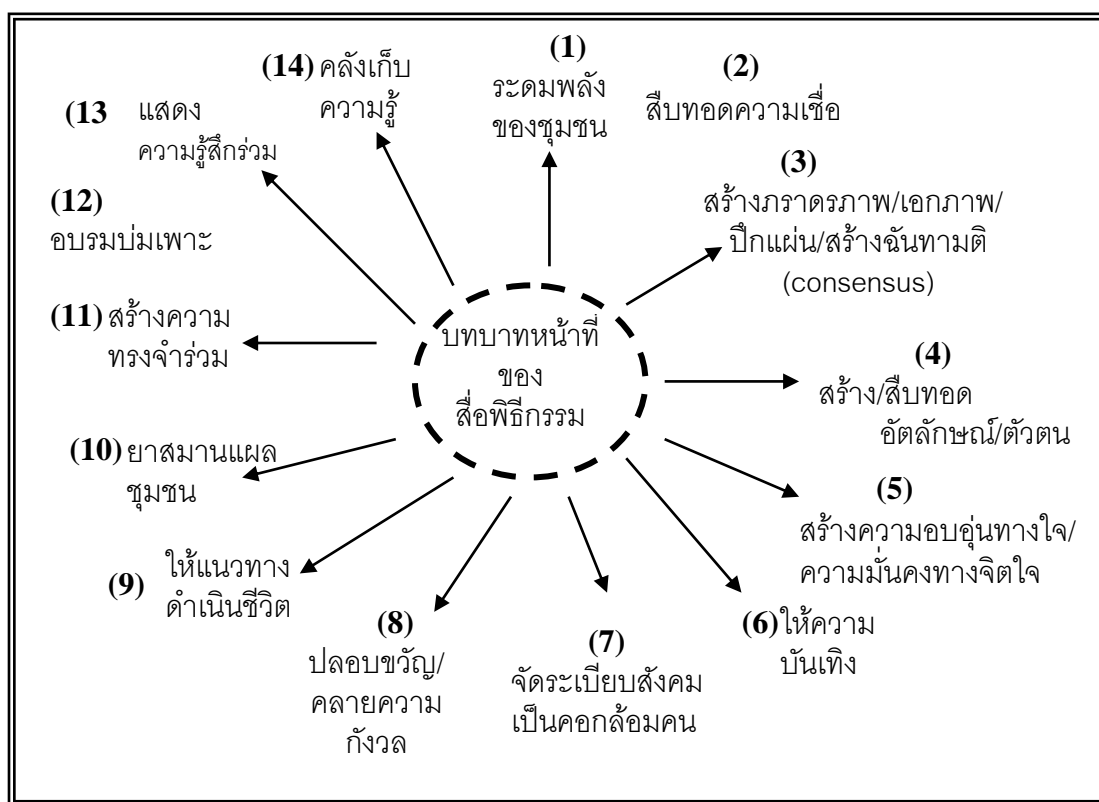 (1)
ระดมพลัง
ของชุมชน
(2)
สืบทอดความเชื่อ
(3)
สร้างภราดรภาพ/เอกภาพ/
ปึกแผ่น/สร้างฉันทามติ
(consensus)
(4)
สร้าง/สืบทอด
อัตลักษณ์/ตัวตน
(5)
สร้างความอบอุ่นทางใจ/
ความมั่นคงทางจิตใจ
(6) ให้ความ
บันเทิง
(7)
จัดระเบียบสังคม
เป็นคอกล้อมคน
(8)
ปลอบขวัญ/
คลายความ
กังวล
(9) ให้แนวทาง
ดำเนินชีวิต
(10) ยาสมานแผล
ชุมชน
(11) สร้างความ
ทรงจำร่วม
(12)
อบรมบ่มเพาะ
(13 แสดง
ความรู้สึกร่วม
(14) คลังเก็บ
ความรู้
บทบาทหน้าที่
ของ
สื่อพิธีกรรม